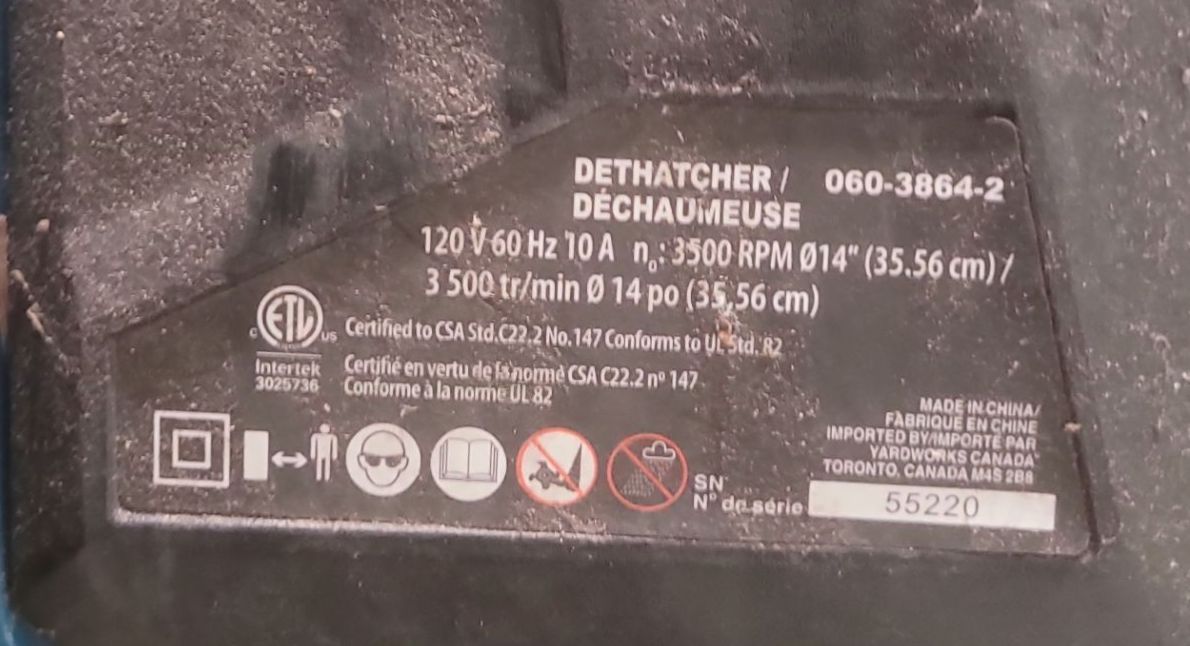 DETHATCHER / 060-3864-2
DÉCHAUMEUSE
120 V 60 Hz 10 A n₀: 3500 RPM Ø14" (35.56 cm) /
3 500 tr/min Ø 14 po (35,56 cm)
ETL
c us
Intertek
3025736
Certified to CSA Std.C22.2 No.147 Conforms to UL Std. 82
Certifié en vertu de la norme CSA C22.2 nº 147
Conforme à la norme UL 82
MADE IN CHINA/
FABRIQUE EN CHINE
IMPORTED BY/IMPORTÉ PAR
YARDWORKS CANADA
TORONTO, CANADA M4S 2B8
SN
Nº de série
55220